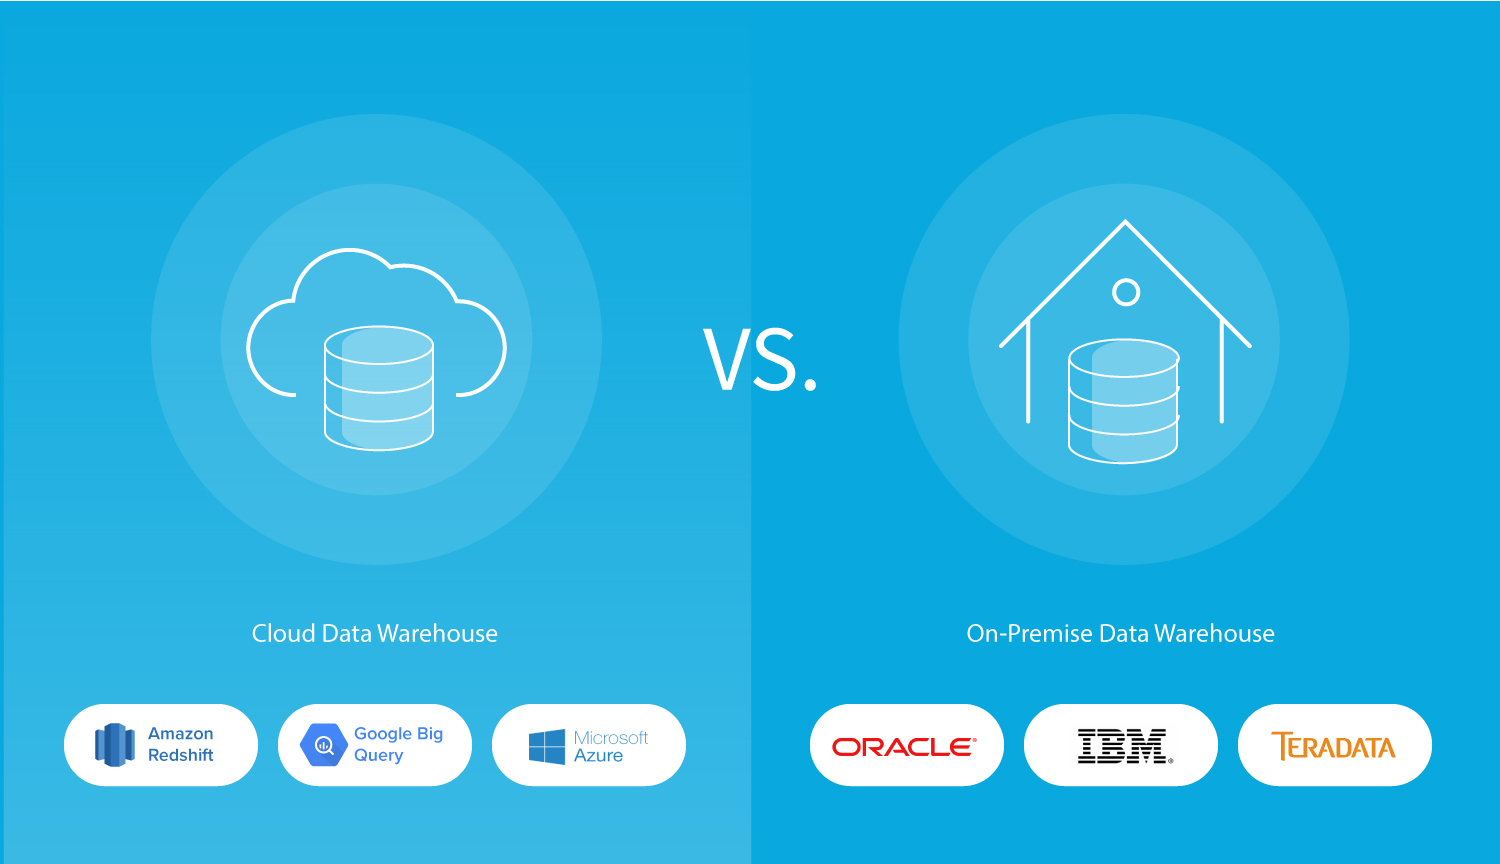 VS.
Cloud Data Warehouse
On-Premise Data Warehouse
Amazon
Redshift
Google Big
Query
Microsoft
Azure
ORACLE®
IBM®
TERADATA